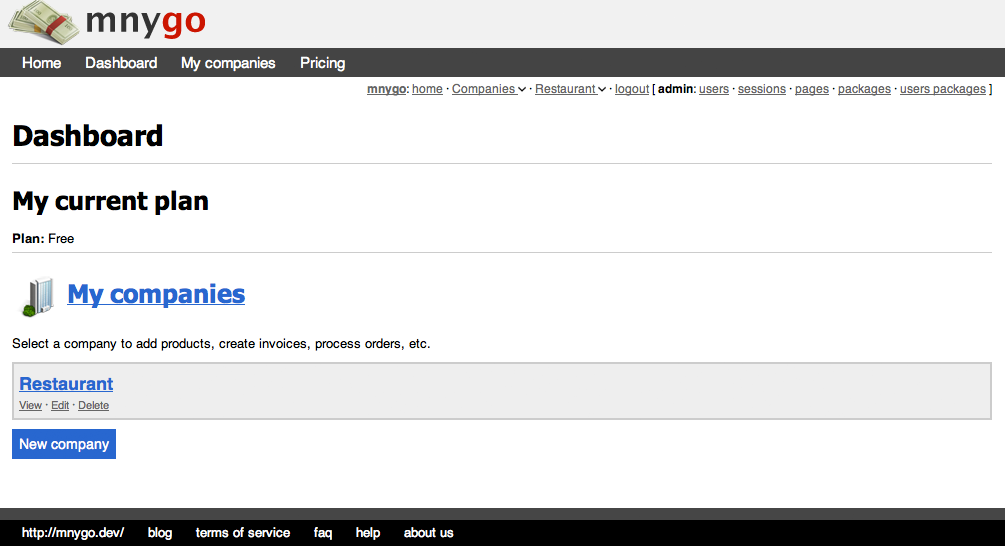 mnygo
Home Dashboard My companies Pricing
mnygo: home · Companies · Restaurant · logout [ admin: users · sessions · pages · packages · users packages ]
Dashboard
My current plan
Plan: Free
My companies
Select a company to add products, create invoices, process orders, etc.
Restaurant
View · Edit · Delete
New company
http://mnygo.dev/ blog terms of service faq help about us